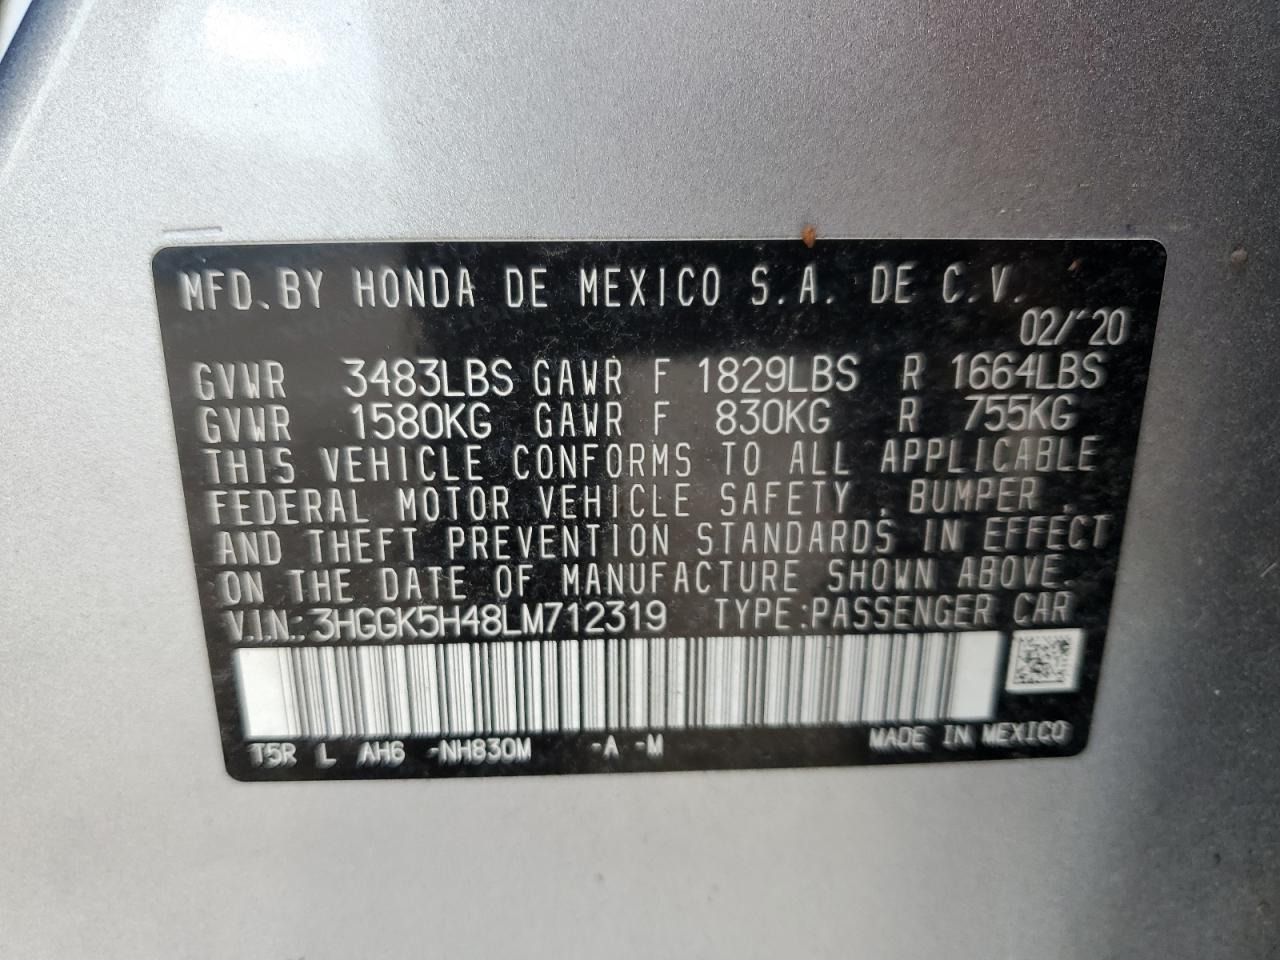 MFD. BY HONDA DE MEXICO S.A. DE C.V.
02/'20
GVWR 3483LBS GAWR F 1829LBS R 1664LBS
GVWR 1580KG GAWR F 830KG R 755KG
THIS VEHICLE CONFORMS TO ALL APPLICABLE
FEDERAL MOTOR VEHICLE SAFETY , BUMPER ,
AND THEFT PREVENTION STANDARDS IN EFFECT
ON THE DATE OF MANUFACTURE SHOWN ABOVE.
V.I.N.: 3HGGK5H48LM712319 TYPE:PASSENGER CAR
T5R L AH6 -NH830M -A -M MADE IN MEXICO